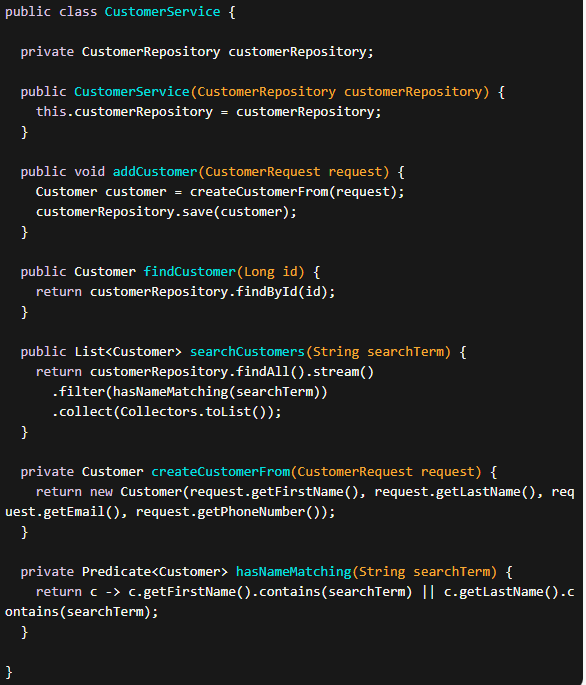 public class CustomerService {
  private CustomerRepository customerRepository;
  public CustomerService(CustomerRepository customerRepository) {
    this.customerRepository = customerRepository;
  }
  public void addCustomer(CustomerRequest request) {
    Customer customer = createCustomerFrom(request);
    customerRepository.save(customer);
  }
  public Customer findCustomer(Long id) {
    return customerRepository.findById(id);
  }
  public List<Customer> searchCustomers(String searchTerm) {
    return customerRepository.findAll().stream()
      .filter(hasNameMatching(searchTerm))
      .collect(Collectors.toList());
  }
  private Customer createCustomerFrom(CustomerRequest request) {
    return new Customer(request.getFirstName(), request.getLastName(), req
uest.getEmail(), request.getPhoneNumber());
  }
  private Predicate<Customer> hasNameMatching(String searchTerm) {
    return c -> c.getFirstName().contains(searchTerm) || c.getLastName().c
ontains(searchTerm);
  }
}